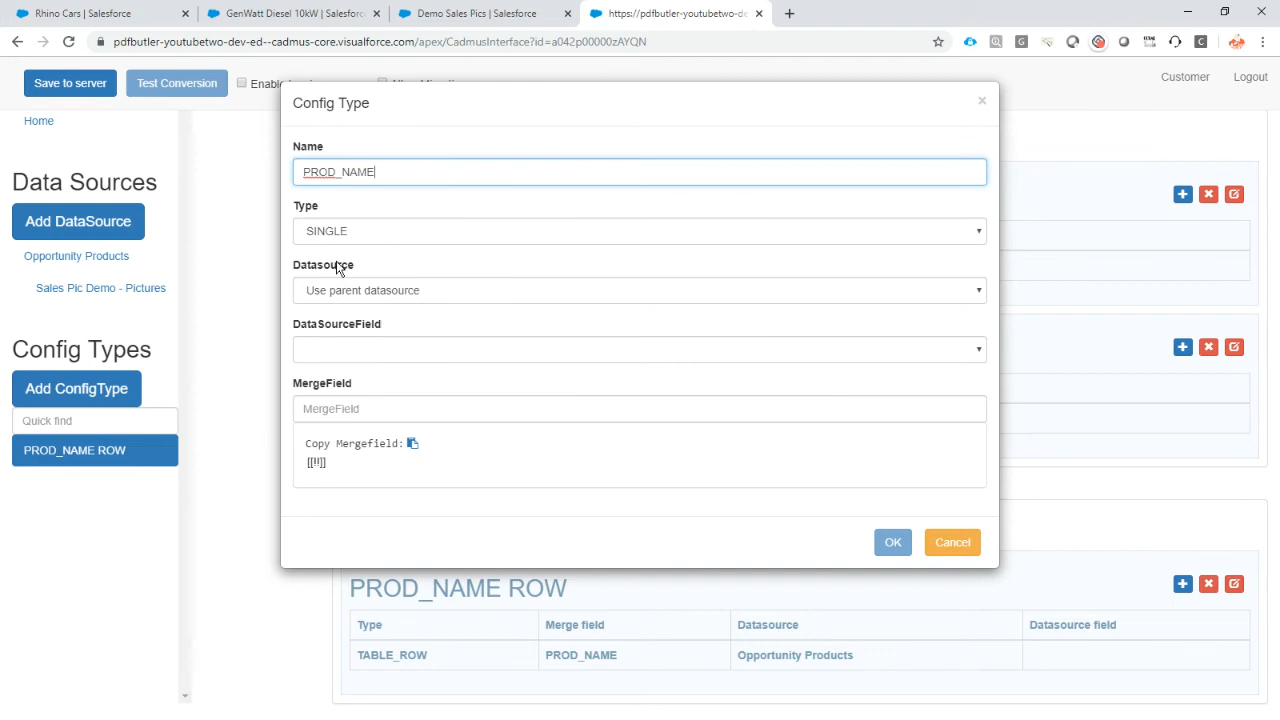 Rhino Cars | Salesforce
GenWatt Diesel 10kW | Salesforc
Demo Sales Pics | Salesforce
https://pdfbutler-youtubetwo-de
pdfbutler-youtubetwo-dev-ed--cadmus-core.visualforce.com/apex/CadmusInterface?id=a042p00000zAYQN
Save to server
Test Conversion
Customer
Logout
Config Type
Home
Name
PROD_NAME
Data Sources
Type
Add DataSource
SINGLE
Opportunity Products
Datasource
Sales Pic Demo - Pictures
Use parent datasource
DataSourceField
Config Types
Add ConfigType
MergeField
Quick find
MergeField
PROD_NAME ROW
Copy Mergefield:
[[!!]]
OK
Cancel
PROD_NAME ROW
Type
Merge field
Datasource
Datasource field
TABLE_ROW
PROD_NAME
Opportunity Products